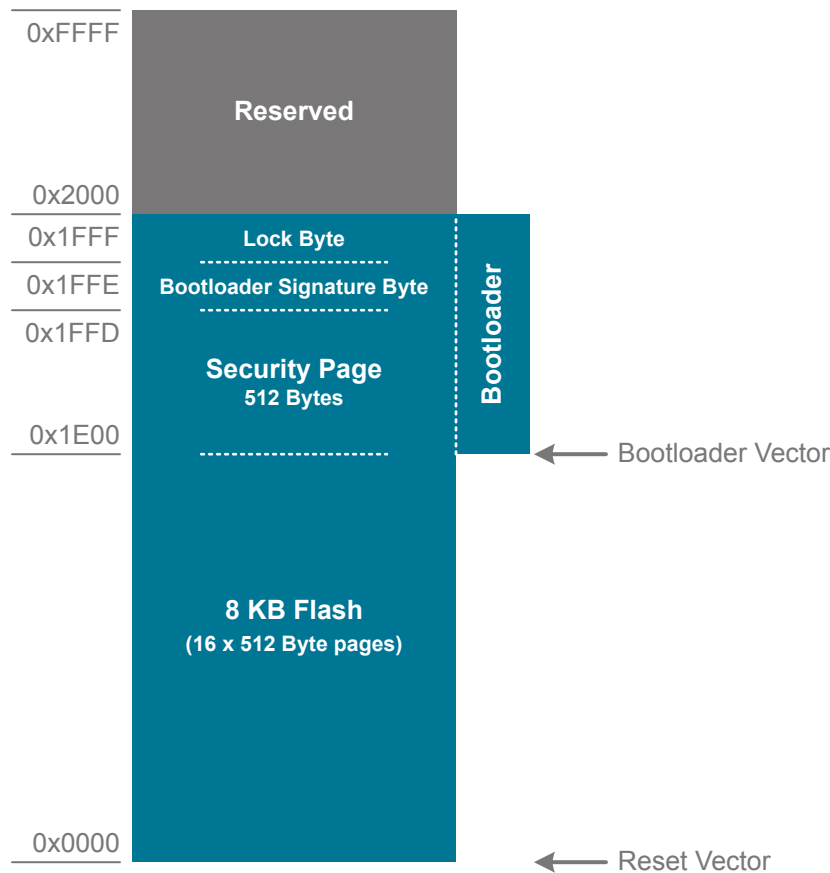 0xFFFF
Reserved
0x2000
0x1FFF
Lock Byte
0x1FFE
Bootloader Signature Byte
0x1FFD
Security Page
512 Bytes
Bootloader
0x1E00
Bootloader Vector
8 KB Flash
(16 x 512 Byte pages)
0x0000
Reset Vector